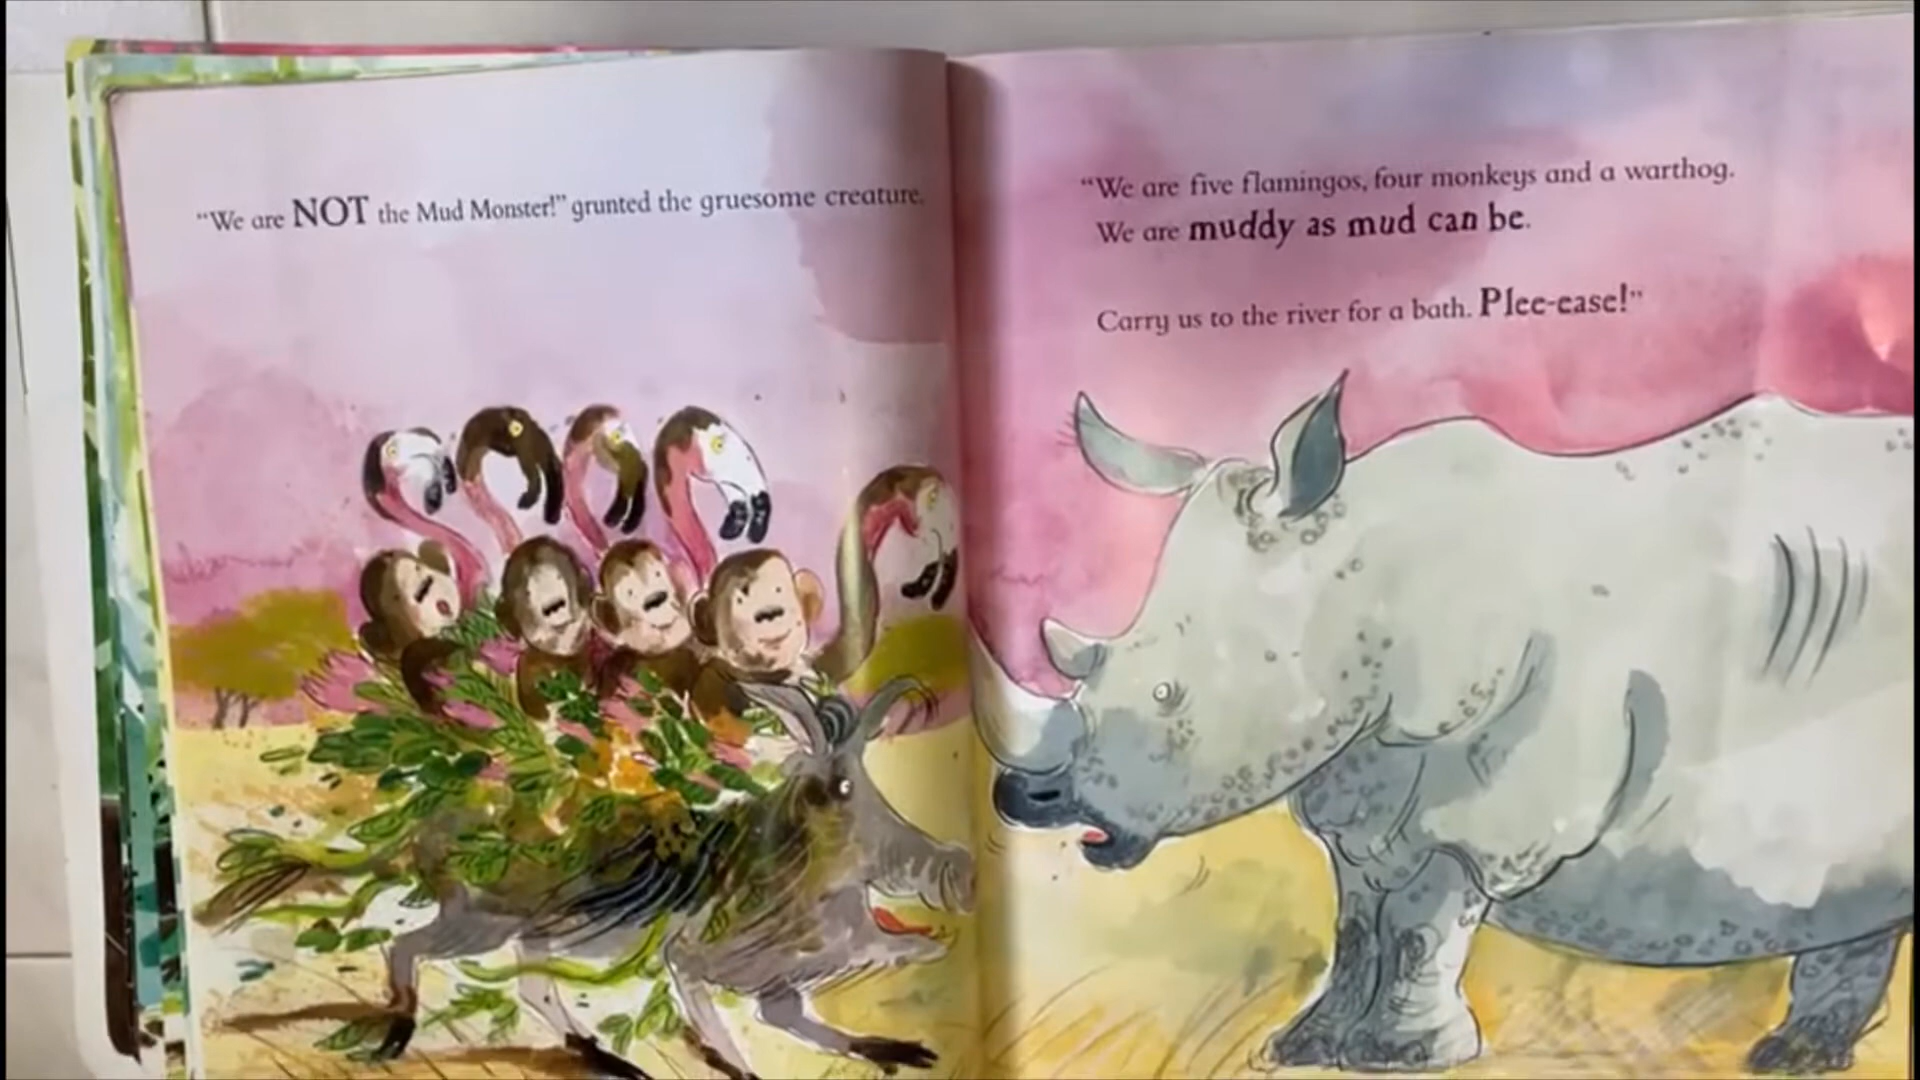 “We are NOT the Mud Monster!” grunted the gruesome creature.
“We are five flamingos, four monkeys and a warthog.
We are muddy as mud can be.
Carry us to the river for a bath. Plee-ease!”